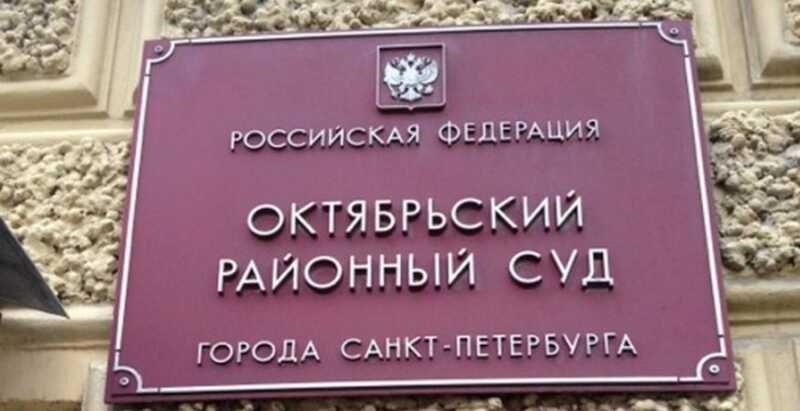 РОССИЙСКАЯ ФЕДЕРАЦИЯ
ОКТЯБРЬСКИЙ
РАЙОННЫЙ СУД
ГОРОДА САНКТ-ПЕТЕРБУРГА